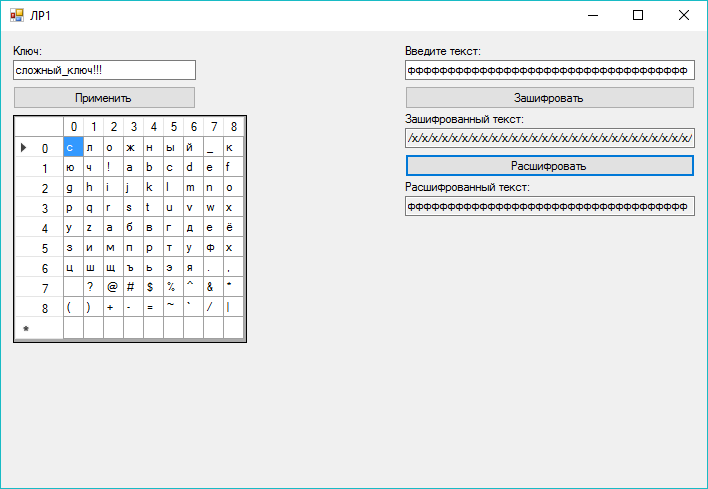 ЛР1
Ключ:
сложный_ключ!!!
Применить
0 1 2 3 4 5 6 7 8
0 с л о ж н ы й _ к
1 ю ч ! a b c d e f
2 g h i j k l m n o
3 p q r s t u v w x
4 y z а б в г д е ё
5 з и м п р т у ф х
6 ц ш щ ъ ь э я . ,
7 ? @ # $ % ^ & *
8 ( ) + - = ~ ` / |
*
Введите текст:
ффффффффффффффффффффффффффффффффффф
Зашифровать
Зашифрованный текст:
/x/x/x/x/x/x/x/x/x/x/x/x/x/x/x/x/x/x/x/x/x/x/x/x/x/x/x/x/
Расшифровать
Расшифрованный текст:
ффффффффффффффффффффффффффффффффффф